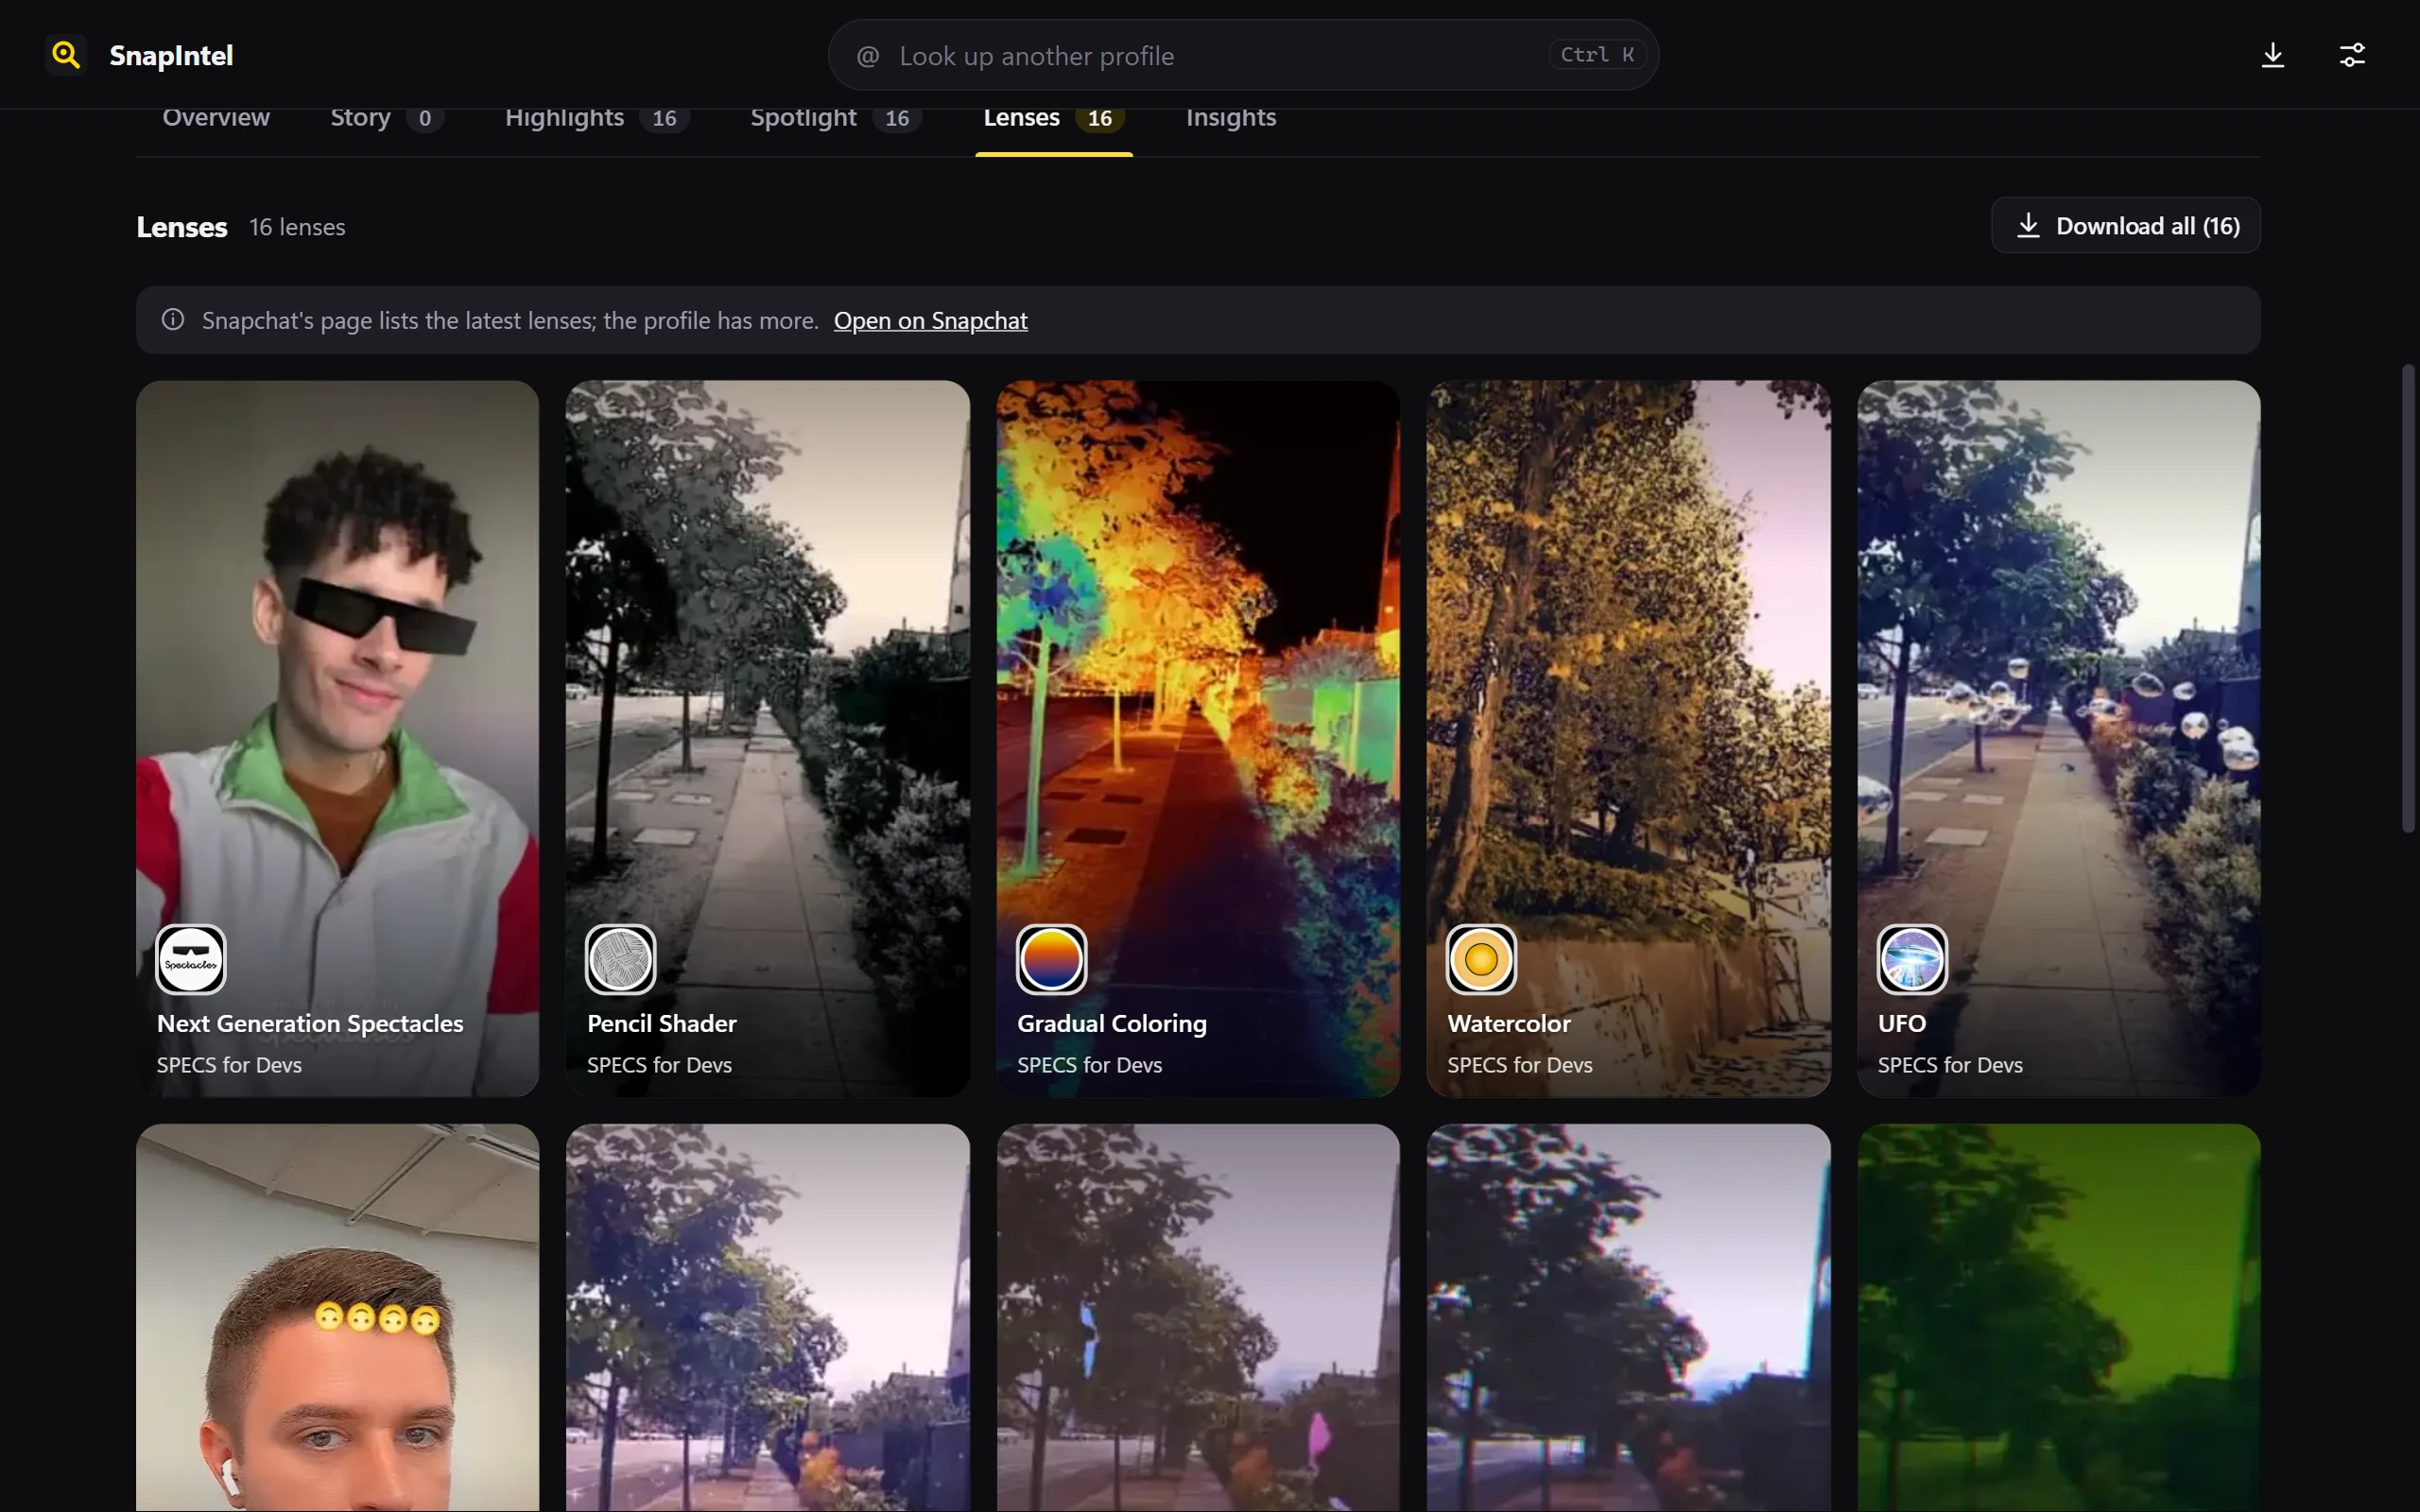 SnapIntel
@ Look up another profile
Ctrl K
Overview
Story 0
Highlights 16
Spotlight 16
Lenses 16
Insights
Lenses 16 lenses
Download all (16)
Snapchat's page lists the latest lenses; the profile has more. Open on Snapchat
Spectacles
Next Generation Spectacles
SPECS for Devs
Pencil Shader
SPECS for Devs
Gradual Coloring
SPECS for Devs
Watercolor
SPECS for Devs
UFO
SPECS for Devs